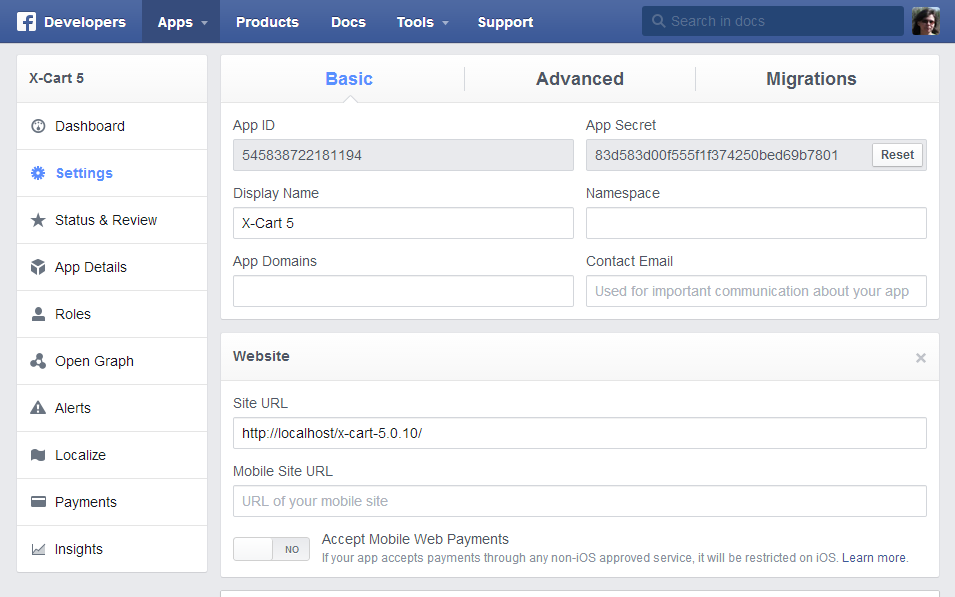 Developers Apps Products Docs Tools Support Search in docs
X-Cart 5
Dashboard
Settings
Status & Review
App Details
Roles
Open Graph
Alerts
Localize
Payments
Insights
Basic Advanced Migrations
App ID App Secret
545838722181194 83d583d00f555f1f374250bed69b7801 Reset
Display Name Namespace
X-Cart 5
App Domains Contact Email
Used for important communication about your app
Website
Site URL
http://localhost/x-cart-5.0.10/
Mobile Site URL
URL of your mobile site
NO Accept Mobile Web Payments
If your app accepts payments through any non-iOS approved service, it will be restricted on iOS. Learn more.